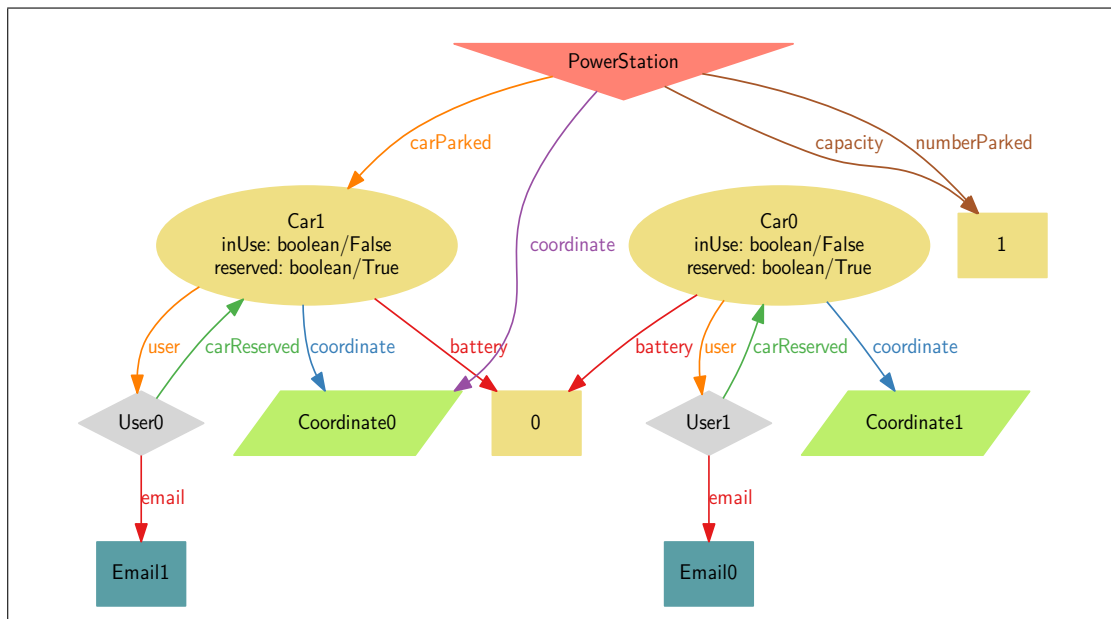 PowerStation
carParked
capacity
numberParked
Car1
inUse: boolean/False
reserved: boolean/True
coordinate
Car0
inUse: boolean/False
reserved: boolean/True
1
user
carReserved
coordinate
battery
battery
user
carReserved
coordinate
User0
Coordinate0
0
User1
Coordinate1
email
email
Email1
Email0